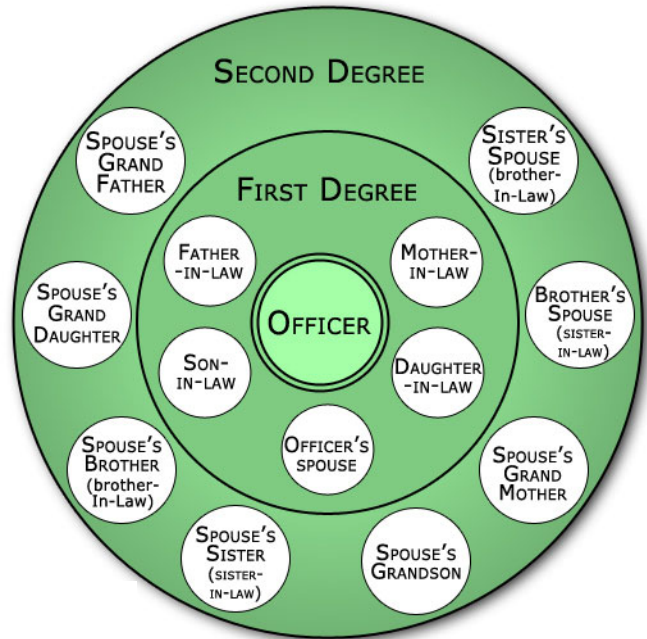 SECOND DEGREE
SPOUSE'S
GRAND
FATHER
SISTER'S
SPOUSE
(brother-
In-Law)
FIRST DEGREE
FATHER
-IN-LAW
MOTHER-
IN-LAW
OFFICER
SPOUSE'S
GRAND
DAUGHTER
BROTHER'S
SPOUSE
(SISTER-
IN-LAW)
SON-
IN-LAW
DAUGHTER
-IN-LAW
OFFICER'S
SPOUSE
SPOUSE'S
BROTHER
(brother-
In-Law)
SPOUSE'S
GRAND
MOTHER
SPOUSE'S
SISTER
(SISTER-
IN-LAW)
SPOUSE'S
GRANDSON